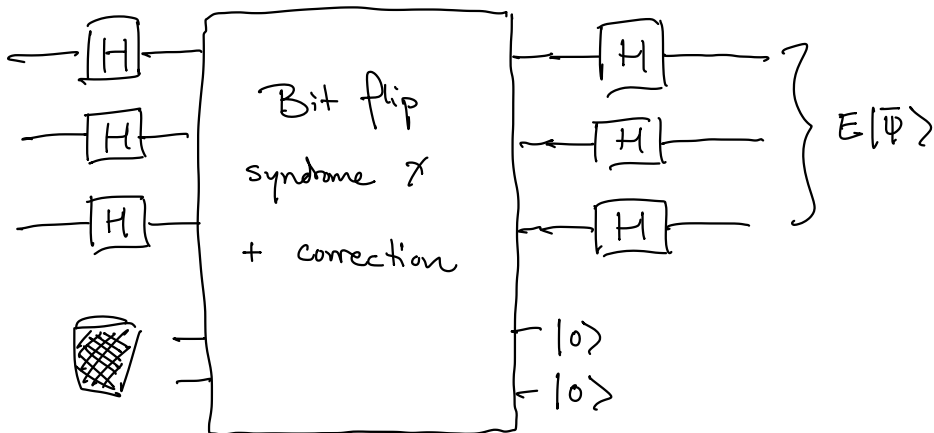 H H
Bit flip
H H E|ψ̄⟩
syndrome
H H
+ correction
|0⟩
|0⟩